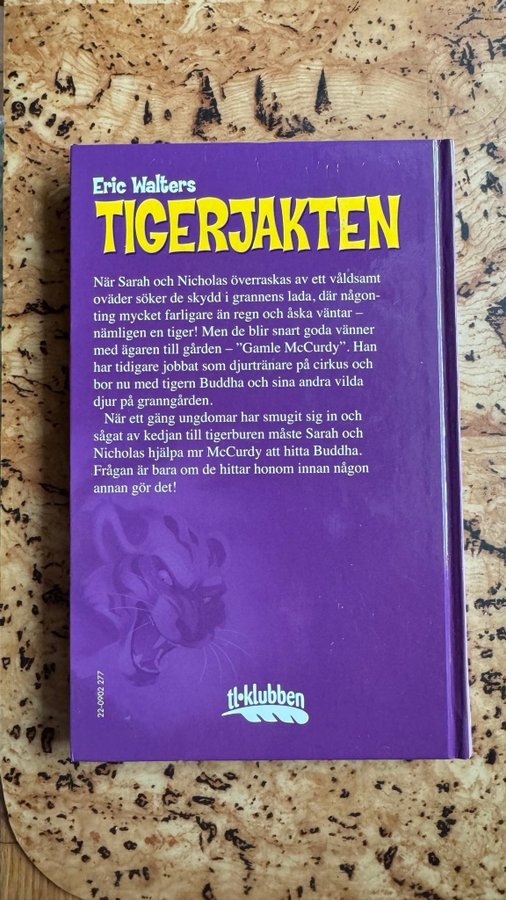 Eric Walters
TIGERJAKTEN
När Sarah och Nicholas överraskas av ett våldsamt
oväder söker de skydd i grannens lada, där någon-
ting mycket farligare än regn och åska väntar –
nämligen en tiger! Men de blir snart goda vänner
med ägaren till gården – ”Gamle McCurdy”. Han
har tidigare jobbat som djurtränare på cirkus och
bor nu med tigern Buddha och sina andra vilda
djur på granngården.
När ett gäng ungdomar har smugit sig in och
sågat av kedjan till tigerburen måste Sarah och
Nicholas hjälpa mr McCurdy att hitta Buddha.
Frågan är bara om de hittar honom innan någon
annan gör det!
22-0902 277
tl•klubben